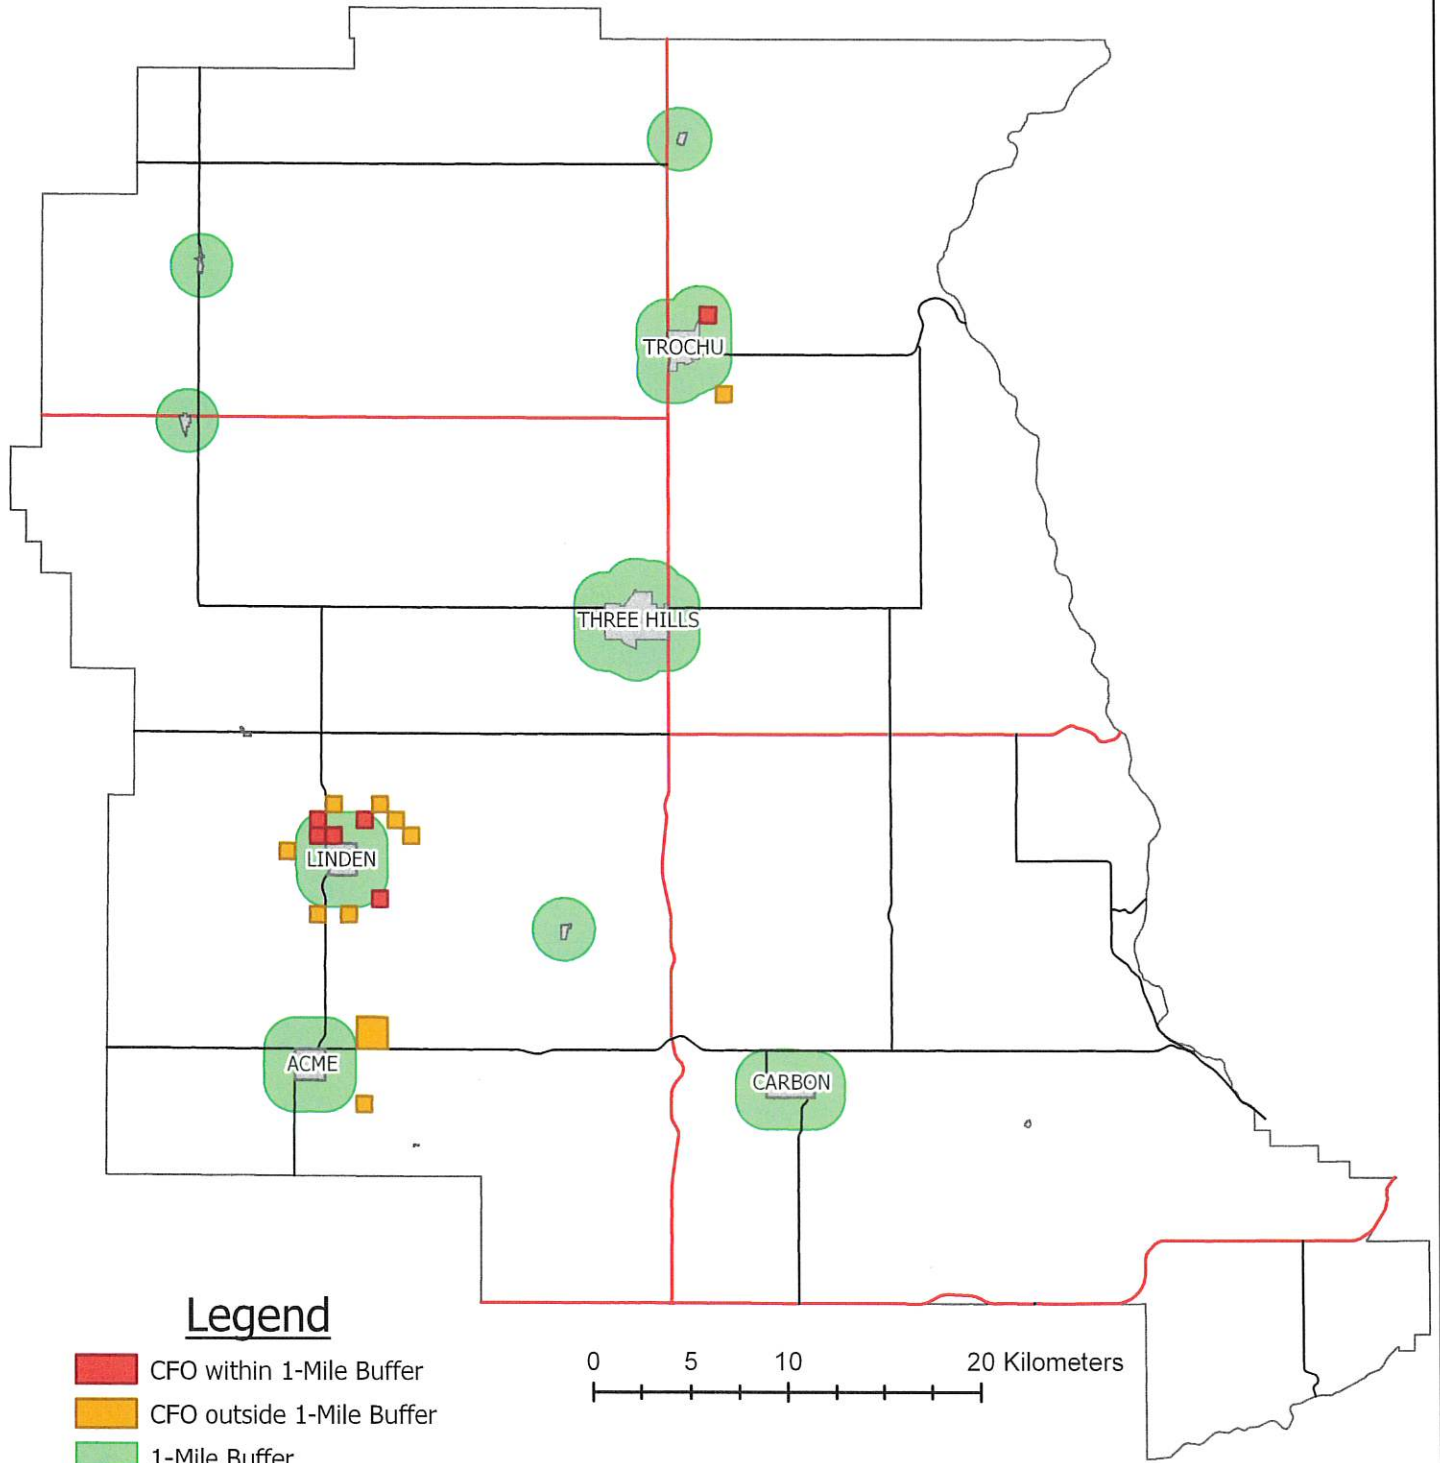 TROCHU
THREE HILLS
LINDEN
ACME
CARBON
Legend
CFO within 1-Mile Buffer
CFO outside 1-Mile Buffer
1-Mile Buffer
0 5 10 20 Kilometers